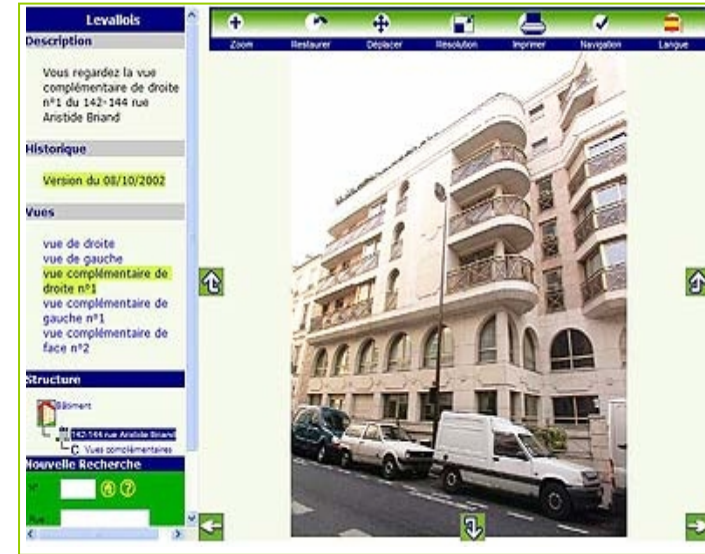 Levallois
Description
Vous regardez la vue
complémentaire de droite
n°1 du 142-144 rue
Aristide Briand
Historique
Version du 08/10/2002
Vues
vue de droite
vue de gauche
vue complémentaire de
droite n°1
vue complémentaire de
gauche n°1
vue complémentaire de
face n°2
Structure
Bâtiment
142-144 rue Aristide Briand
C Vues complémentaires
Nouvelle Recherche
N°
Rue
Zoom Restaurer Déplacer Résolution Imprimer Navigation Langue